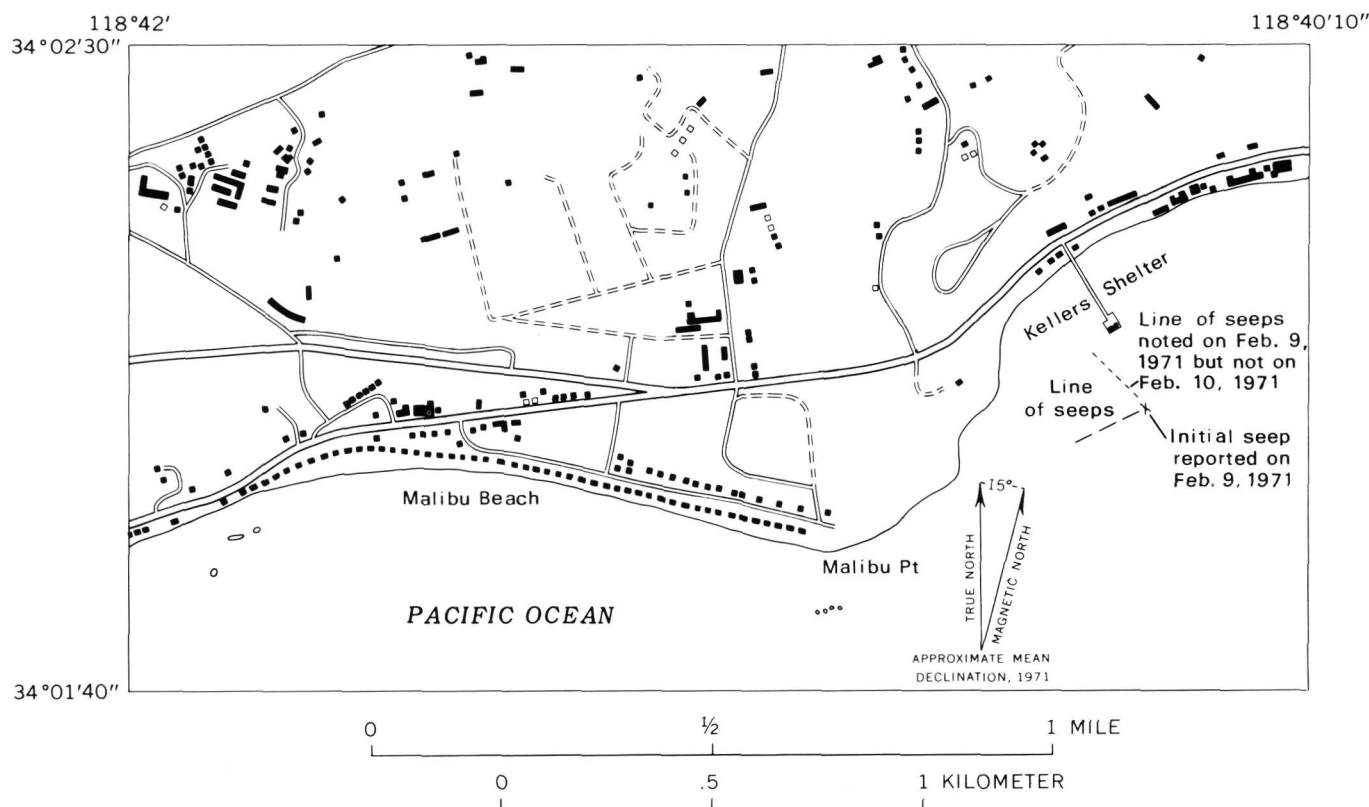 118°42'
118°40'10"
34°02'30"
Kellers Shelter
Line of seeps
noted on Feb. 9,
1971 but not on
Feb. 10, 1971
Line
of seeps
Initial seep
reported on
Feb. 9, 1971
Malibu Beach
15°
TRUE NORTH
MAGNETIC NORTH
Malibu Pt
PACIFIC OCEAN
APPROXIMATE MEAN
DECLINATION, 1971
34°01'40"
0 ½ 1 MILE
0 .5 1 KILOMETER